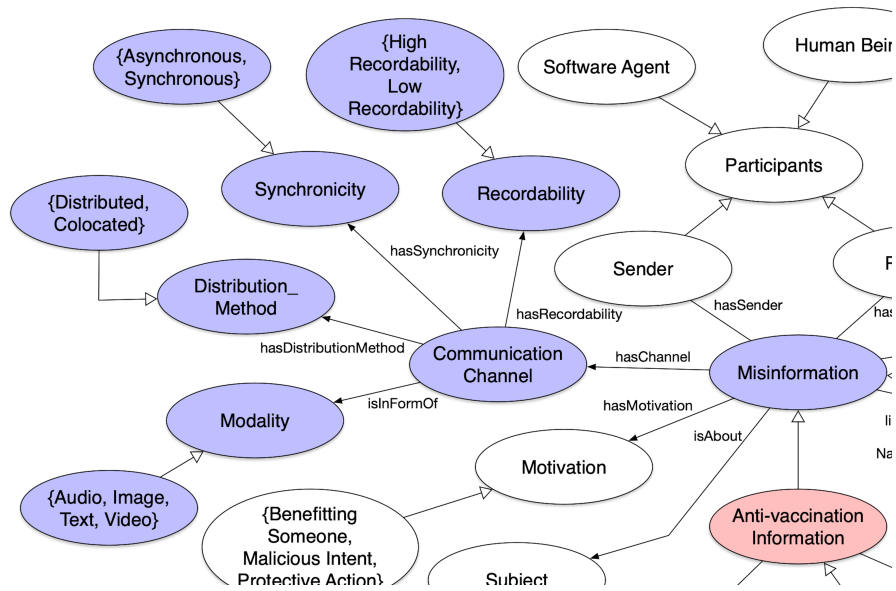 {Asynchronous,
Synchronous}
{High
Recordability,
Low
Recordability}
Software Agent
Participants
Synchronicity
Recordability
{Distributed,
Colocated}
hasSynchronicity
Sender
Distribution_
Method
hasSender
hasRecordability
hasDistributionMethod
Communication
Channel
hasChannel
Misinformation
isInFormOf
hasMotivation
Modality
isAbout
Motivation
{Audio, Image,
Text, Video}
{Benefitting
Someone,
Malicious Intent,
Protective Action}
Anti-vaccination
Information
Subject
Human